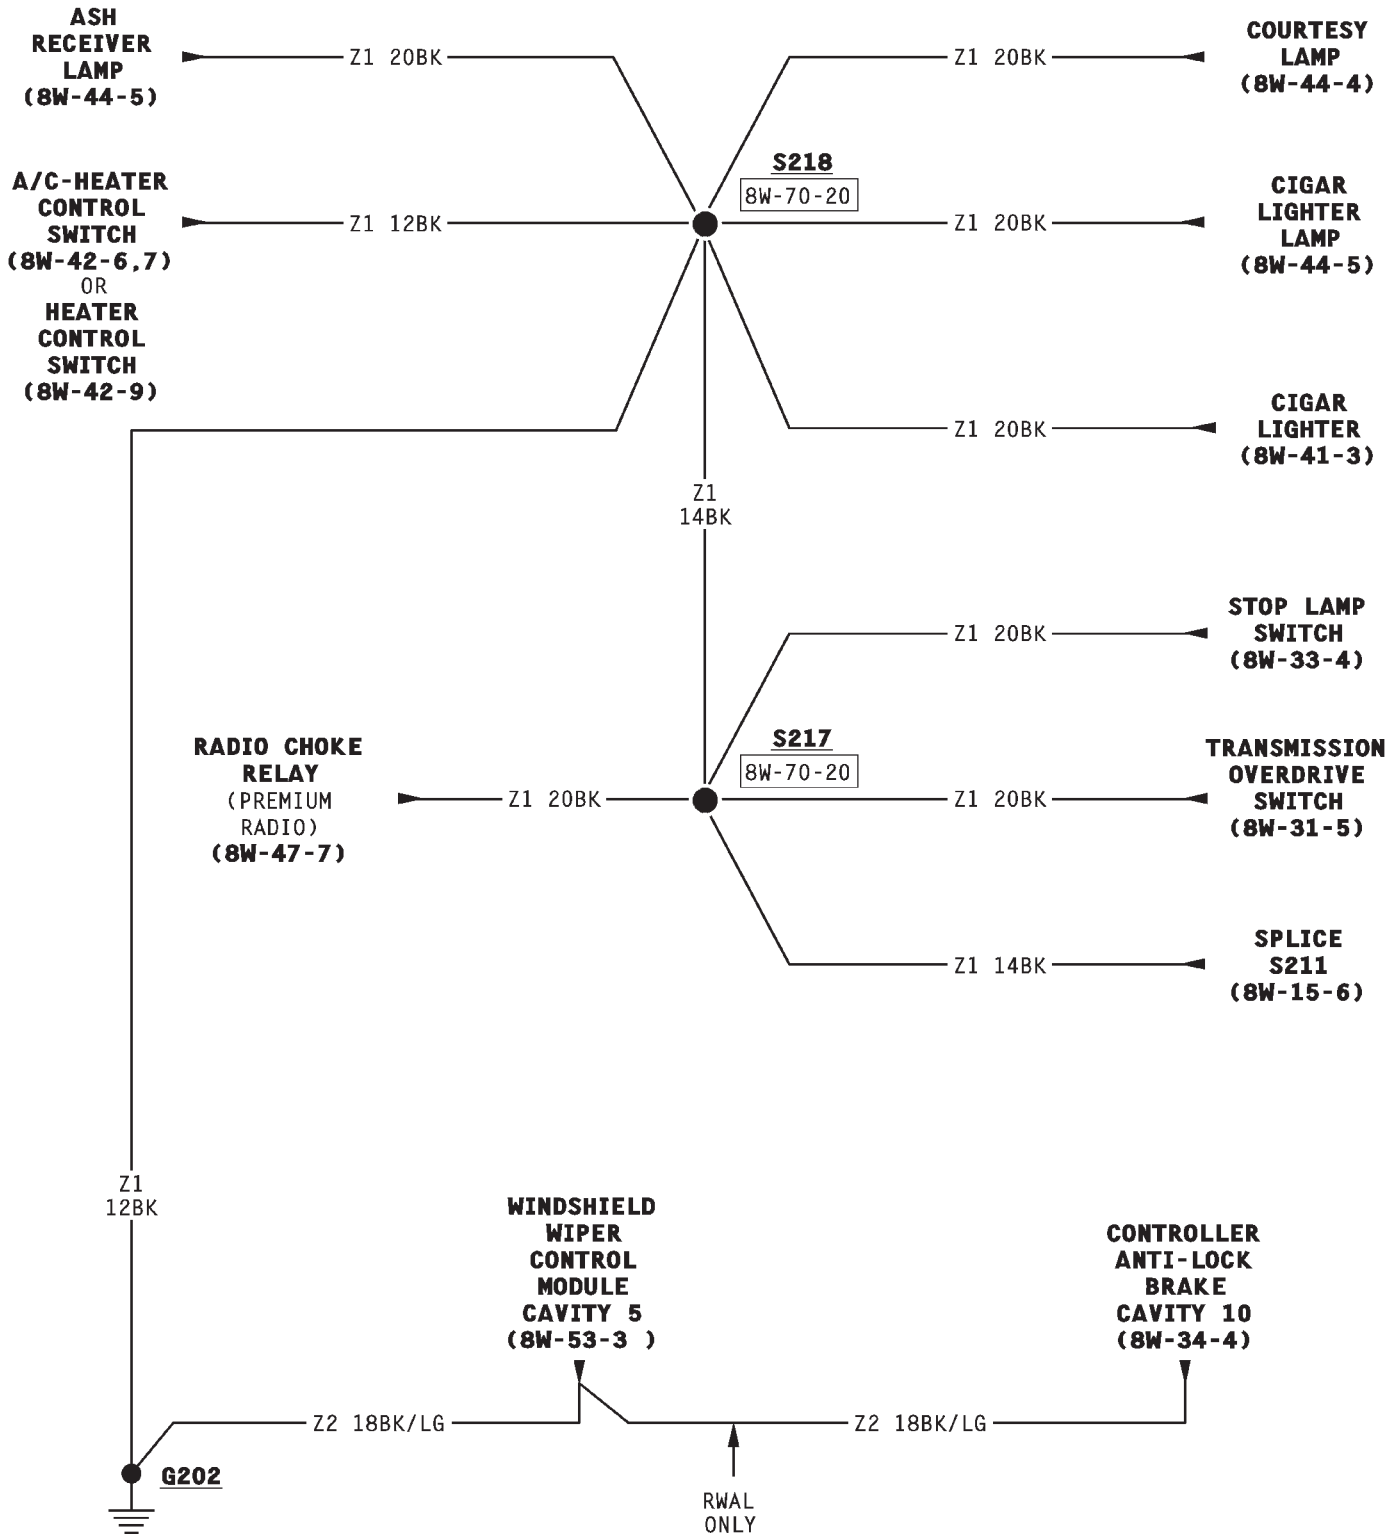 ASH
RECEIVER
LAMP
(8W-44-5)
Z1 20BK
Z1 20BK
COURTESY
LAMP
(8W-44-4)
A/C-HEATER
CONTROL
SWITCH
(8W-42-6,7)
OR
HEATER
CONTROL
SWITCH
(8W-42-9)
Z1 12BK
S218
8W-70-20
Z1 20BK
CIGAR
LIGHTER
LAMP
(8W-44-5)
Z1 20BK
CIGAR
LIGHTER
(8W-41-3)
Z1
14BK
Z1 20BK
STOP LAMP
SWITCH
(8W-33-4)
RADIO CHOKE
RELAY
(PREMIUM
RADIO)
(8W-47-7)
Z1 20BK
S217
8W-70-20
Z1 20BK
TRANSMISSION
OVERDRIVE
SWITCH
(8W-31-5)
Z1 14BK
SPLICE
S211
(8W-15-6)
Z1
12BK
WINDSHIELD
WIPER
CONTROL
MODULE
CAVITY 5
(8W-53-3 )
CONTROLLER
ANTI-LOCK
BRAKE
CAVITY 10
(8W-34-4)
Z2 18BK/LG
Z2 18BK/LG
G202
RWAL
ONLY